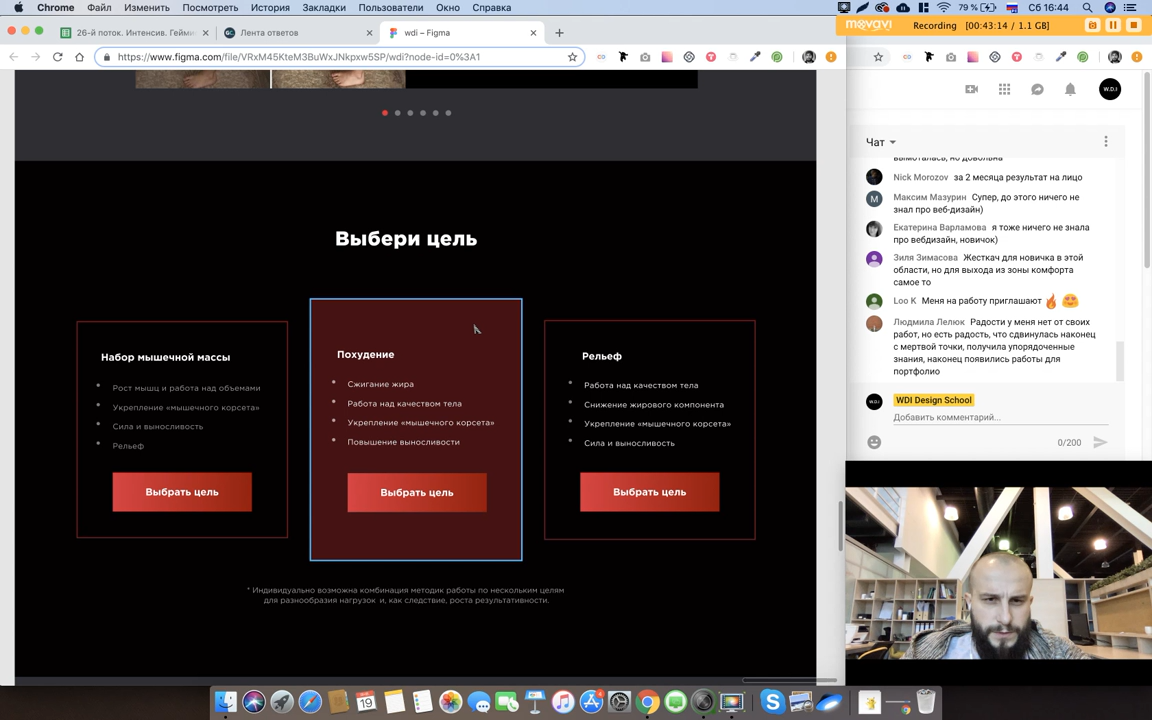 Chrome Файл Изменить Посмотреть История Закладки Пользователи Окно Справка
79 % Сб 16:44
26-й поток. Интенсив. Гейми
Лента ответов
wdi – Figma
movavi
Recording [00:43:14 / 1.1 GB]
https://www.figma.com/file/VRxM45KteM3BuWxJNkpxw5SP/wdi?node-id=0%3A1
W.D.I
Чат
вымоталась, но довольна
Nick Morozov за 2 месяца результат на лицо
Максим Мазурин Супер, до этого ничего не
знал про веб-дизайн)
Екатерина Варламова я тоже ничего не знала
про вебдизайн, новичок)
Зиля Зимасова Жесткач для новичка в этой
области, но для выхода из зоны комфорта
самое то
Loo K Меня на работу приглашают 🔥 😍
Людмила Лелюк Радости у меня нет от своих
работ, но есть радость, что сдвинулась наконец
с мертвой точки, получила упорядоченные
знания, наконец появились работы для
портфолио
WDI Design School
Добавить комментарий...
0/200
Выбери цель
Набор мышечной массы
Рост мышц и работа над объемами
Укрепление «мышечного корсета»
Сила и выносливость
Рельеф
Выбрать цель
Похудение
Сжигание жира
Работа над качеством тела
Укрепление «мышечного корсета»
Повышение выносливости
Выбрать цель
Рельеф
Работа над качеством тела
Снижение жирового компонента
Укрепление «мышечного корсета»
Сила и выносливость
Выбрать цель
* Индивидуально возможна комбинация методик работы по нескольким целям
для разнообразия нагрузок и, как следствие, роста результативности.
19